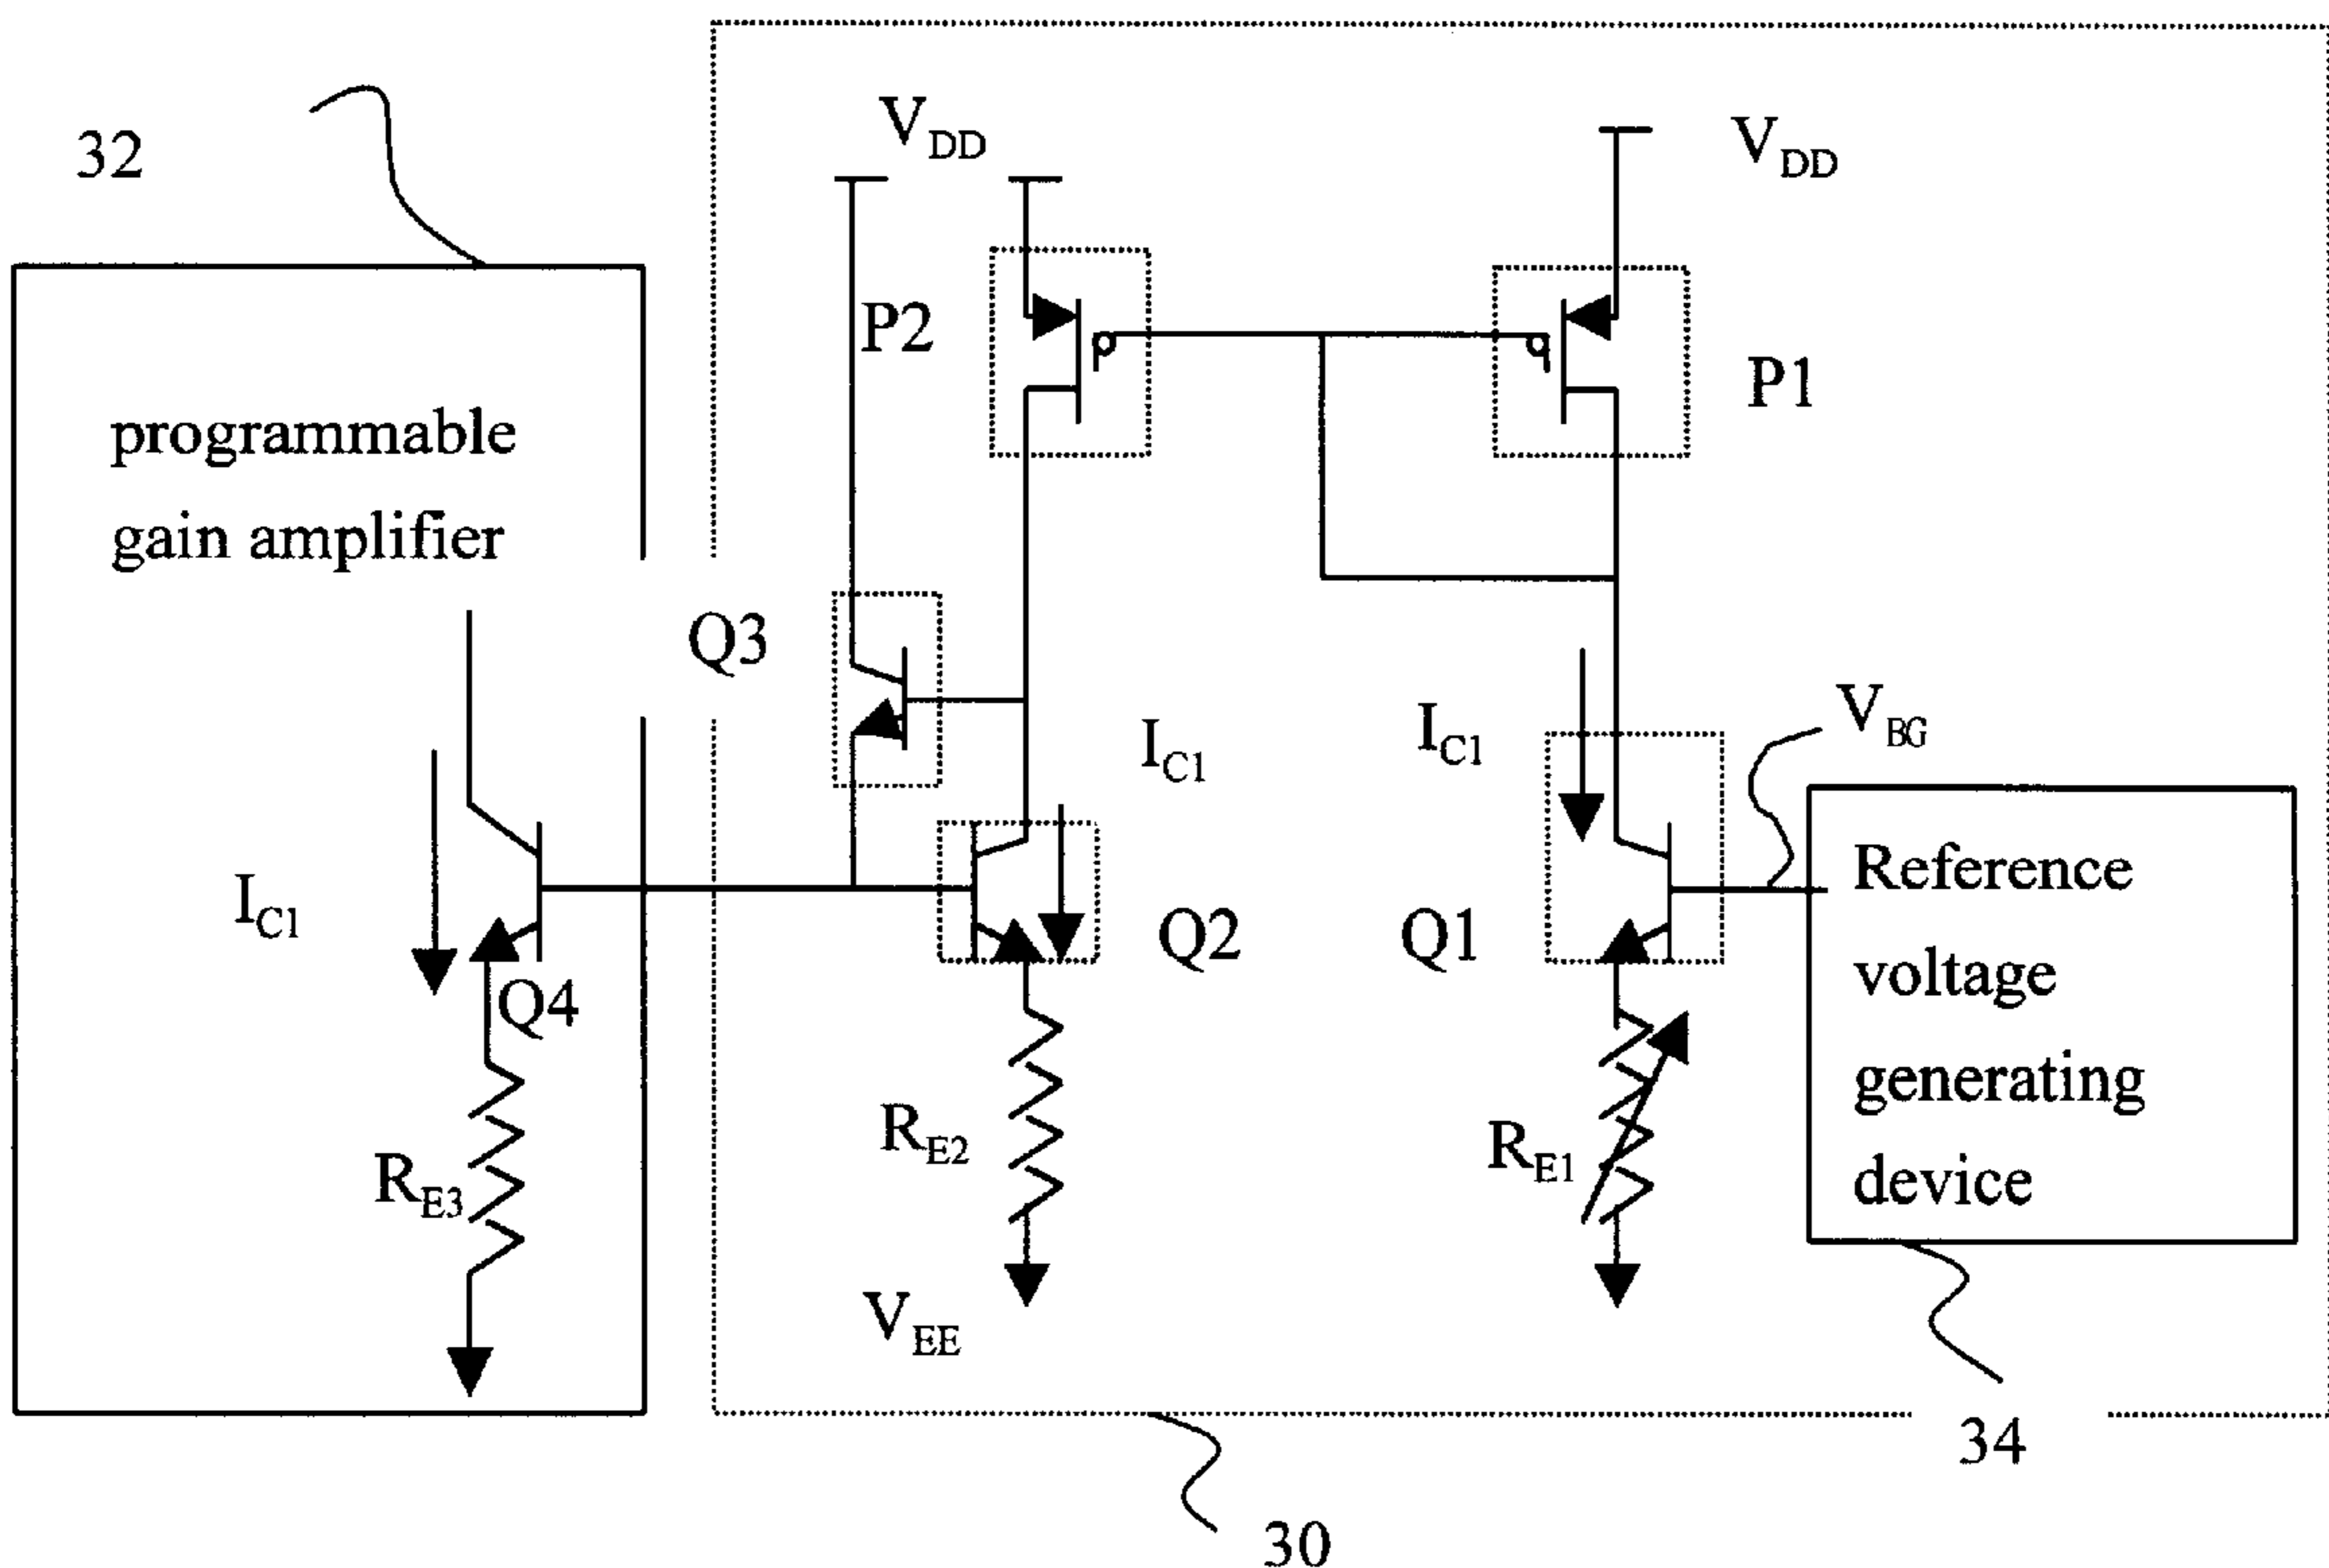 32
V_DD
V_DD
P2
P1
programmable
gain amplifier
Q3
I_C1
I_C1
V_BG
I_C1
Q4
Q2
Q1
Reference
voltage
generating
device
R_E3
R_E2
R_E1
V_EE
34
30